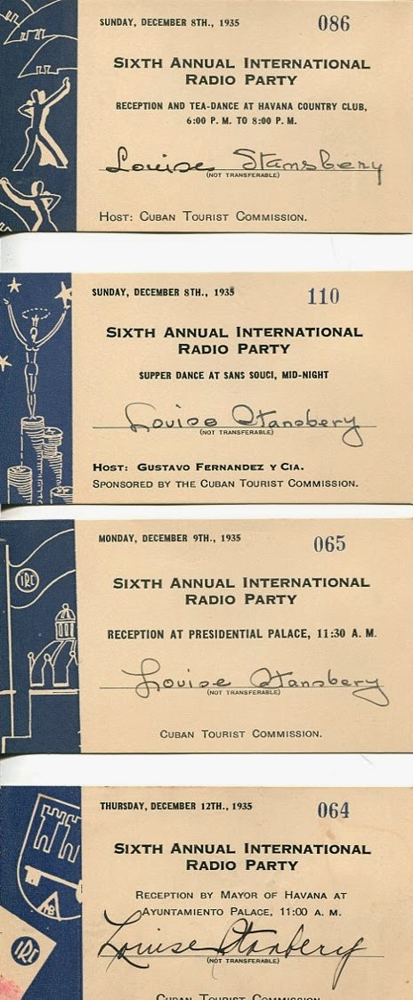 SUNDAY, DECEMBER 8TH., 1935
086
SIXTH ANNUAL INTERNATIONAL
RADIO PARTY
RECEPTION AND TEA-DANCE AT HAVANA COUNTRY CLUB,
6:00 P. M. TO 8:00 P. M.
Louise Stansbery
(NOT TRANSFERABLE)
HOST: CUBAN TOURIST COMMISSION.
SUNDAY, DECEMBER 8TH., 1935
110
SIXTH ANNUAL INTERNATIONAL
RADIO PARTY
SUPPER DANCE AT SANS SOUCI, MID-NIGHT
Louise Stansbery
(NOT TRANSFERABLE)
HOST: GUSTAVO FERNANDEZ Y CIA.
SPONSORED BY THE CUBAN TOURIST COMMISSION.
MONDAY, DECEMBER 9TH., 1935
065
IRC
SIXTH ANNUAL INTERNATIONAL
RADIO PARTY
RECEPTION AT PRESIDENTIAL PALACE, 11:30 A. M.
Louise Stansbery
(NOT TRANSFERABLE)
CUBAN TOURIST COMMISSION.
THURSDAY, DECEMBER 12TH., 1935
064
SIXTH ANNUAL INTERNATIONAL
RADIO PARTY
RECEPTION BY MAYOR OF HAVANA AT
AYUNTAMIENTO PALACE, 11:00 A. M.
Louise Stansbery
(NOT TRANSFERABLE)
IRC
CUBAN TOURIST COMMISSION.